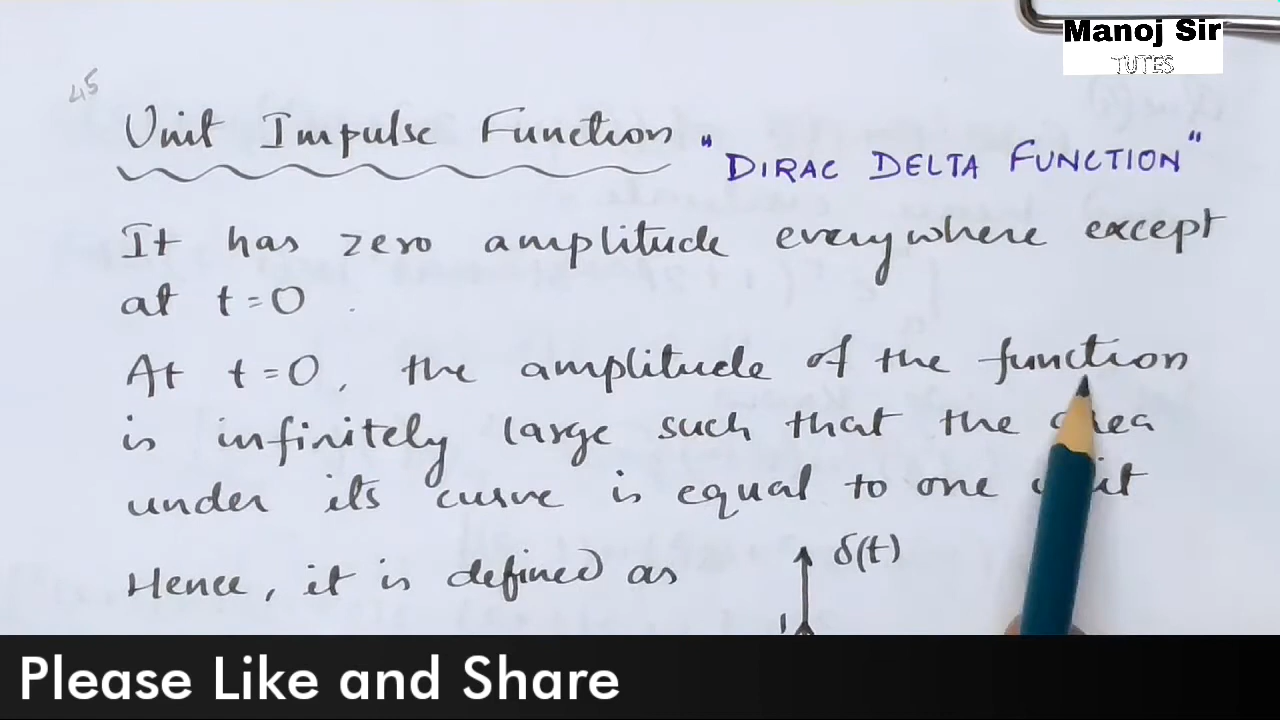 Manoj Sir
TUTES
45
Unit Impulse Function "DIRAC DELTA FUNCTION"
It has zero amplitude everywhere except
at t=0.
At t=0, the amplitude of the function
is infinitely large such that the area
under its curve is equal to one unit
Hence, it is defined as
δ(t)
Please Like and Share